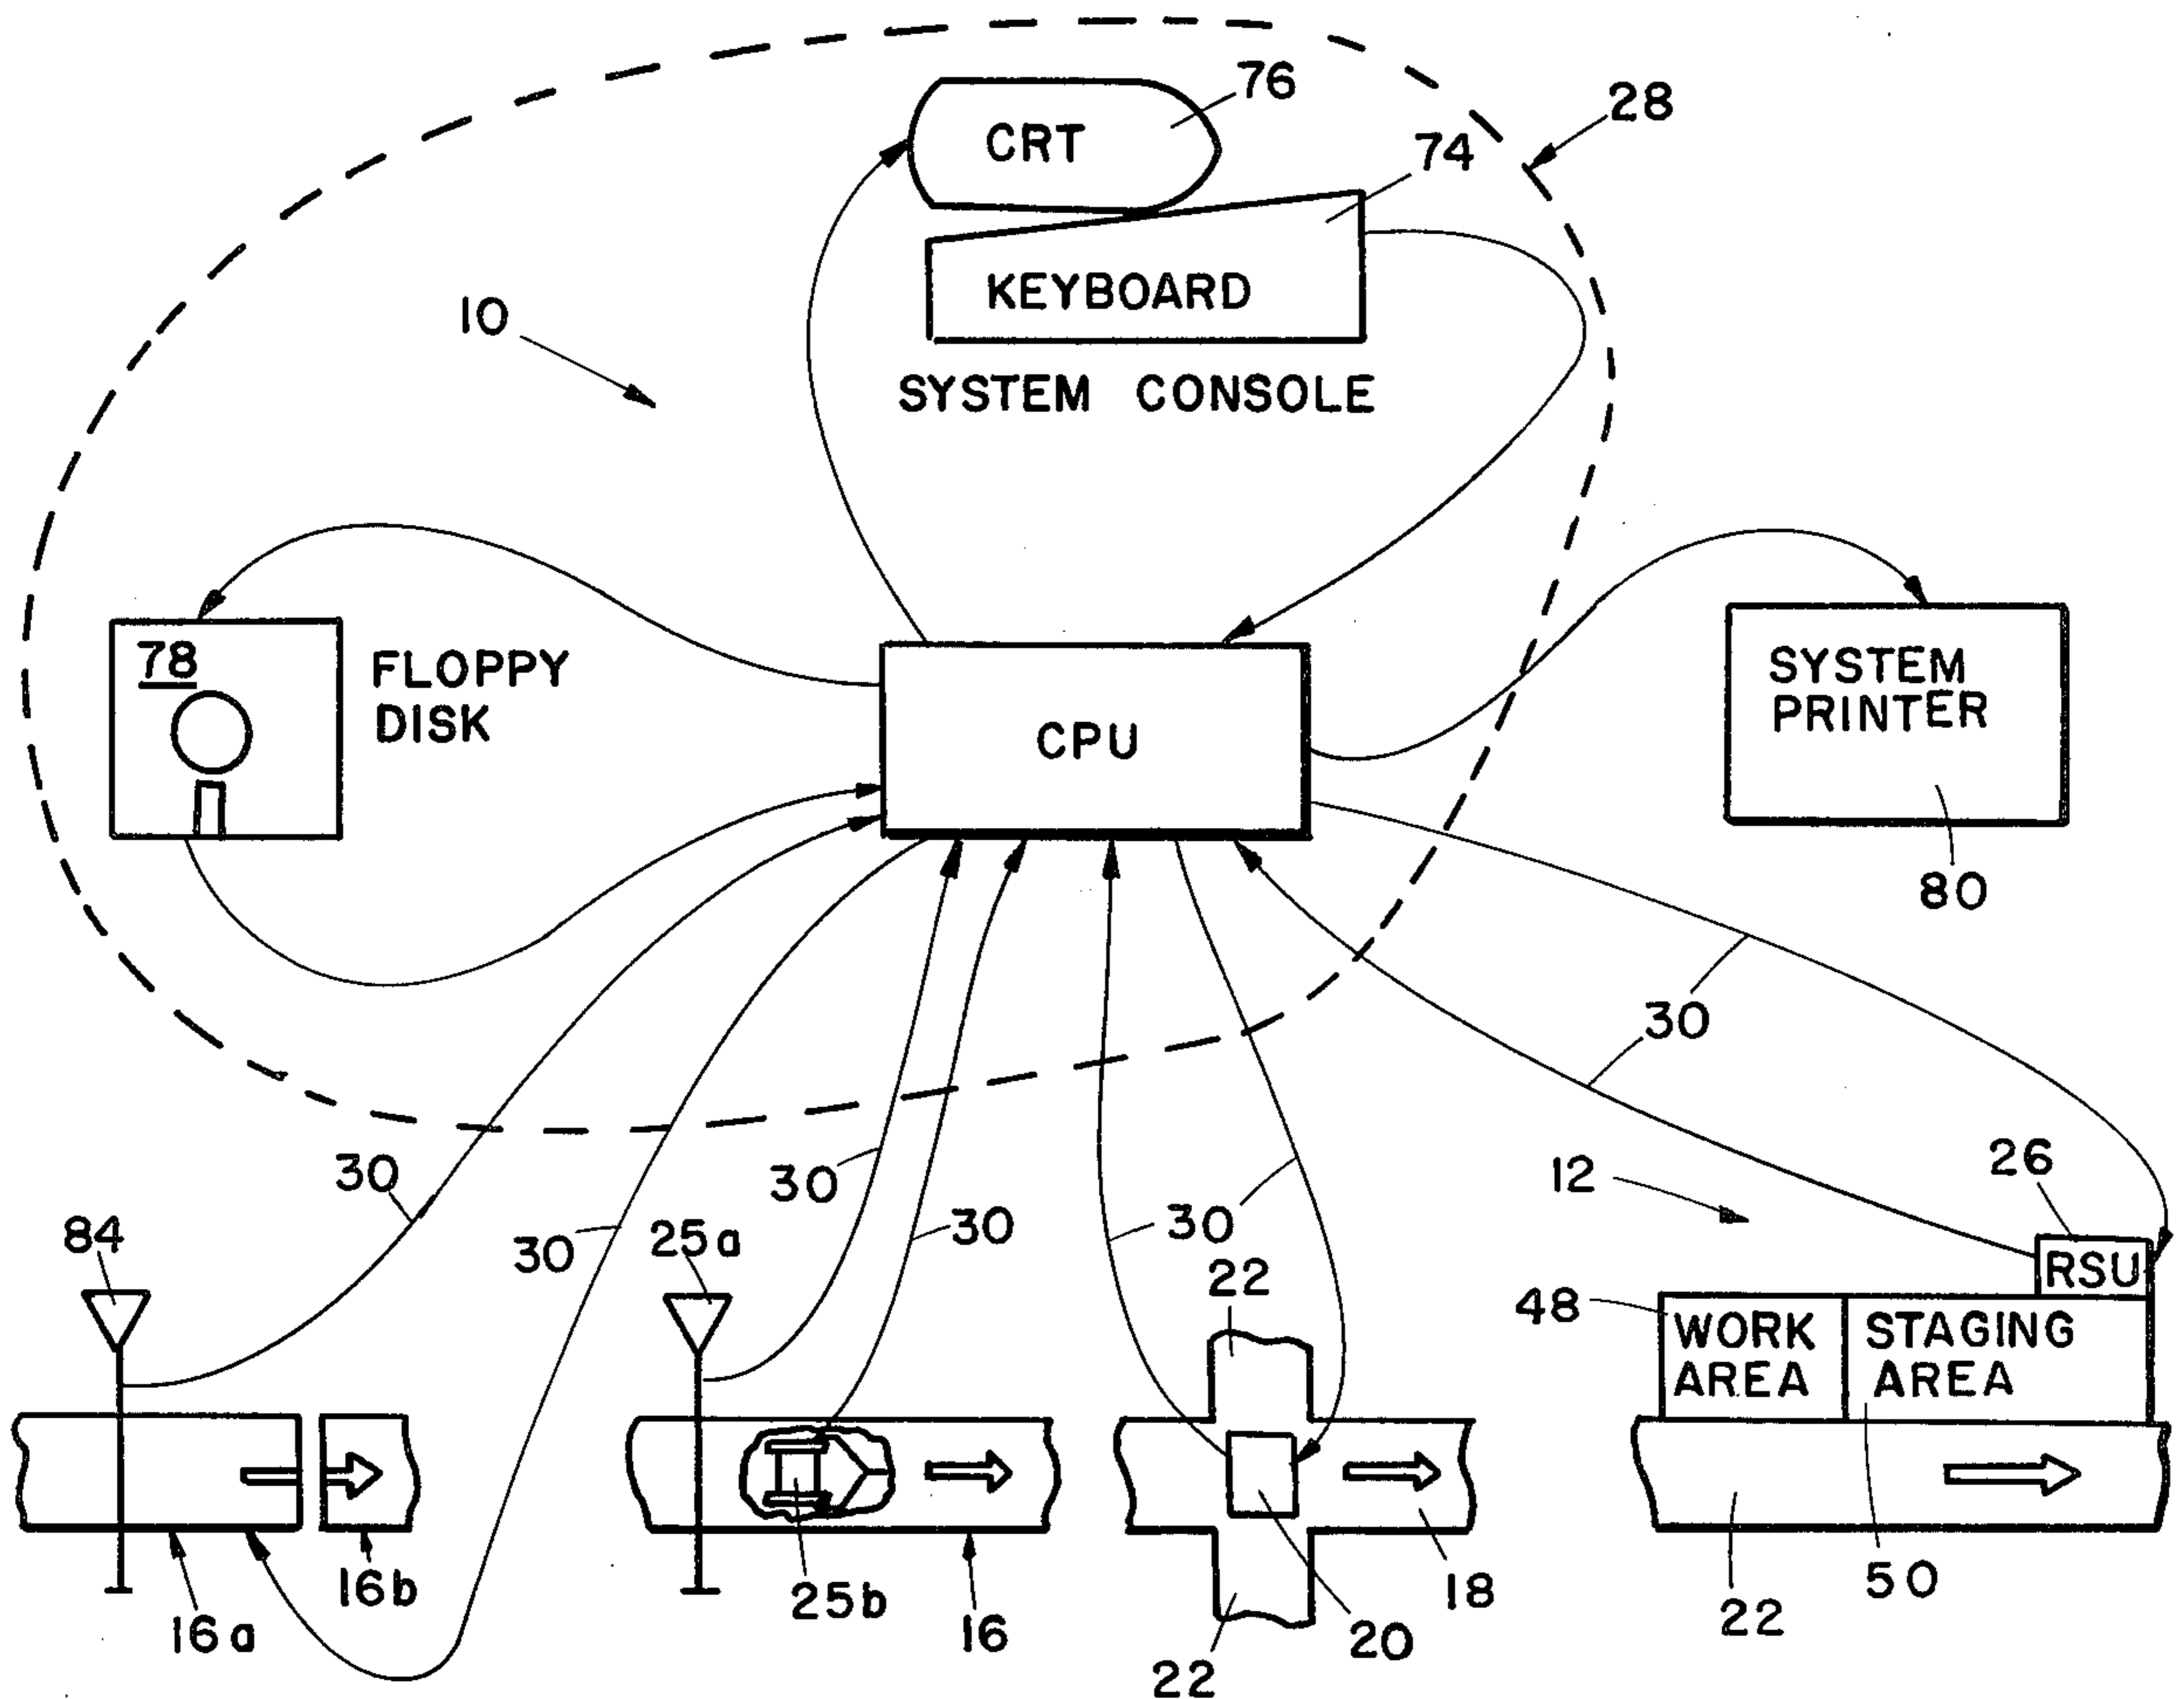 76
CRT
28
74
KEYBOARD
10
SYSTEM CONSOLE
78
FLOPPY
DISK
CPU
SYSTEM
PRINTER
80
30
30
30
30
30
30
84
25a
22
12
26
RSU
48
WORK
AREA
STAGING
AREA
16a
16b
25b
16
22
20
18
22
50